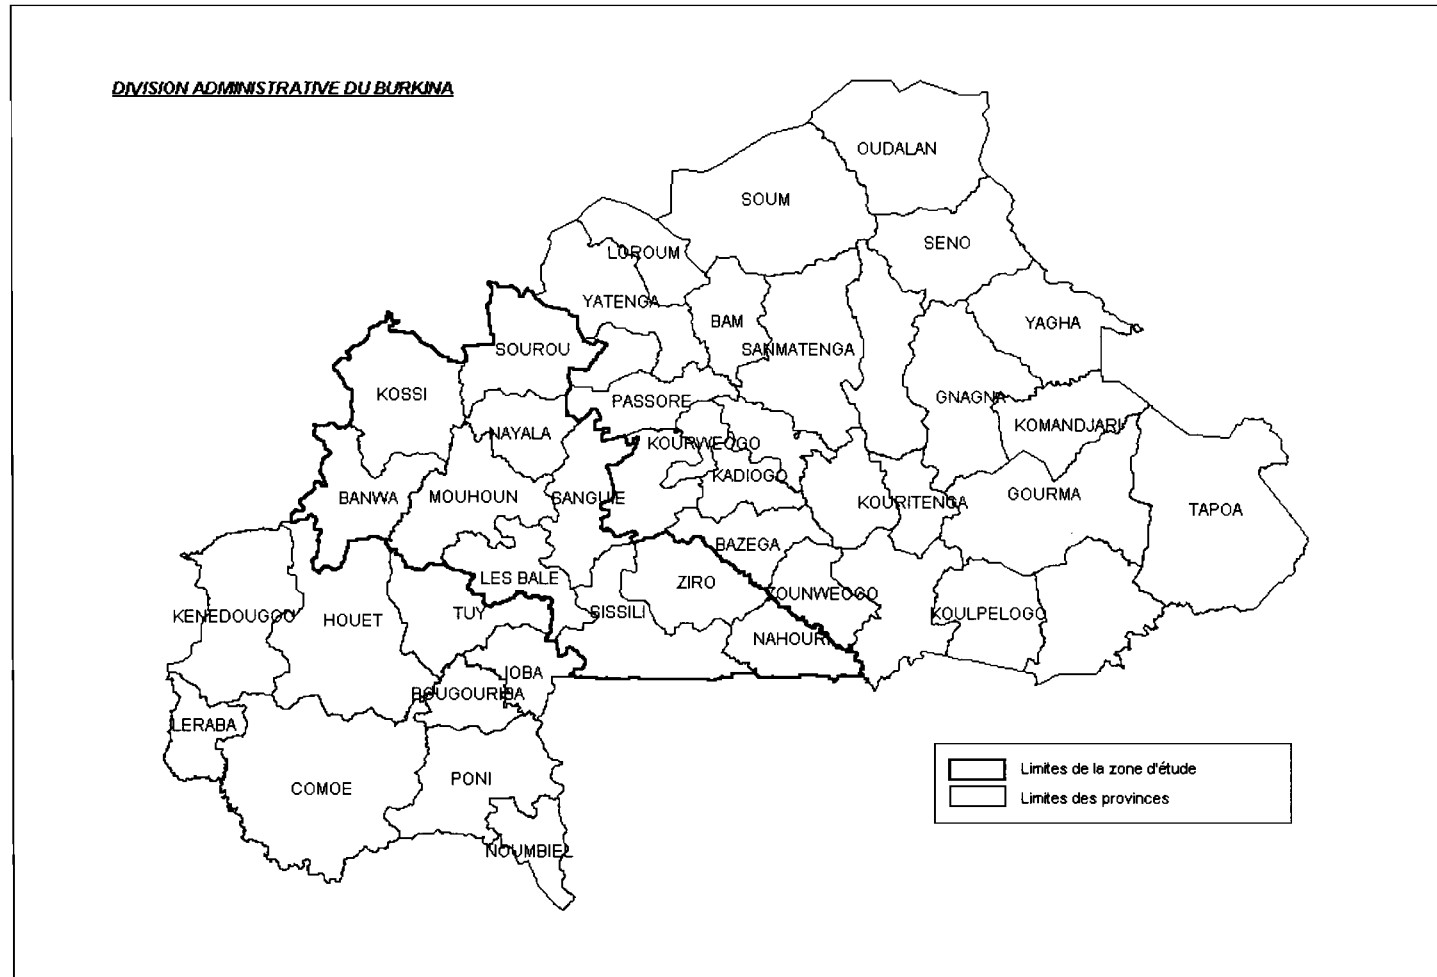 DIVISION ADMINISTRATIVE DU BURKINA
OUDALAN
SOUM
SENO
LOROUM
YATENGA
BAM
YAGHA
SOUROU
SANMATENGA
KOSSI
GNAGNA
PASSORE
KOMANDJARI
NAYALA
KOURWEOGO
KADIOGO
BANWA
MOUHOUN
SANGUIE
KOURITENGA
GOURMA
TAPOA
BAZEGA
LES BALE
ZIRO
ZOUNWEOGO
KENEDOUGOO
HOUET
TUY
SISSILI
KOULPELOGO
NAHOURI
IOBA
BOUGOURIBA
LERABA
COMOE
PONI
NOUMBIEL
Limites de la zone d'étude
Limites des provinces